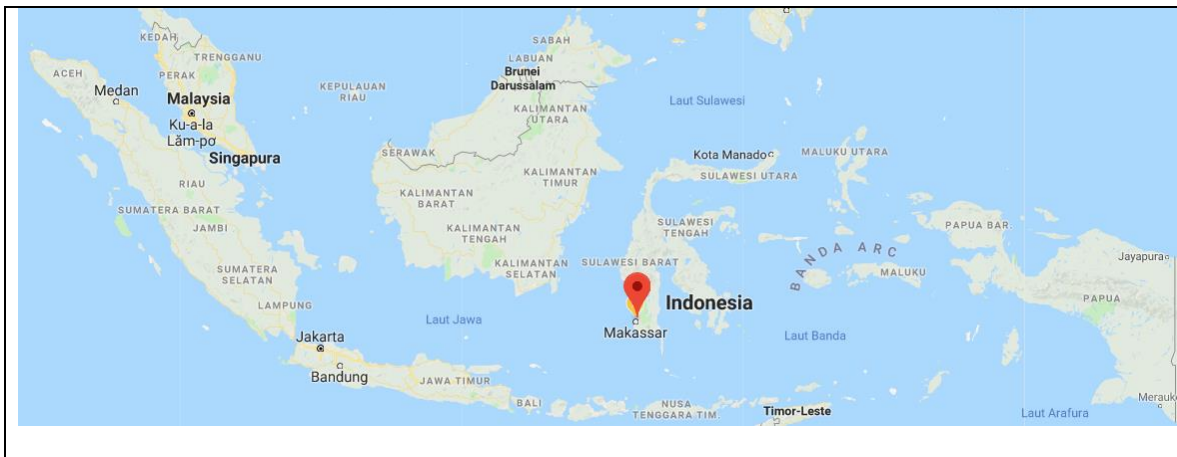 KEDAH
TRENGGANU
PERAK
ACEH
Medan
Malaysia
Ku-a-la
Lăm-pơ
Singapura
KEPULAUAN
RIAU
SABAH
LABUAN
Brunei
Darussalam
KALIMANTAN
UTARA
SERAWAK
Laut Sulawesi
Kota Manado
MALUKU UTARA
SULAWESI UTARA
RIAU
SUMATERA BARAT
JAMBI
KALIMANTAN
BARAT
KALIMANTAN
TIMUR
KALIMANTAN
TENGAH
SULAWESI
TENGAH
PAPUA BAR.
BANDA ARC
SUMATERA
SELATAN
KALIMANTAN
SELATAN
SULAWESI BARAT
MALUKU
Jayapura
LAMPUNG
Indonesia
PAPUA
Laut Jawa
Makassar
Laut Banda
Jakarta
Bandung
JAWA TIMUR
BALI
NUSA
TENGGARA TIM.
Timor-Leste
Laut Arafura
Merauk